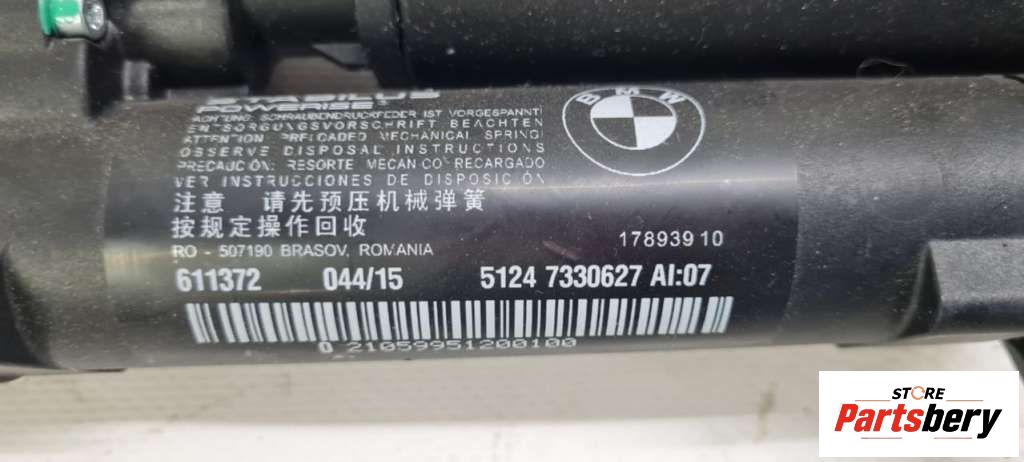 STABILUS
POWERISE
ACHTUNG: SCHRAUBENDRUCKFEDER IST VORGESPANNT!
ENTSORGUNGSVORSCHRIFT BEACHTEN
ATTENTION: PRELOADED MECHANICAL SPRING!
OBSERVE DISPOSAL INSTRUCTIONS
PRECAUCIÓN: RESORTE MECANICO RECARGADO
VER INSTRUCCIONES DE DISPOSICIÓN
注意 请先预压机械弹簧
按规定操作回收
RO - 507190 BRASOV, ROMANIA
17893910
611372 044/15 5124 7330627 AI:07
0 21059951200100
BMW
STORE
Partsbery